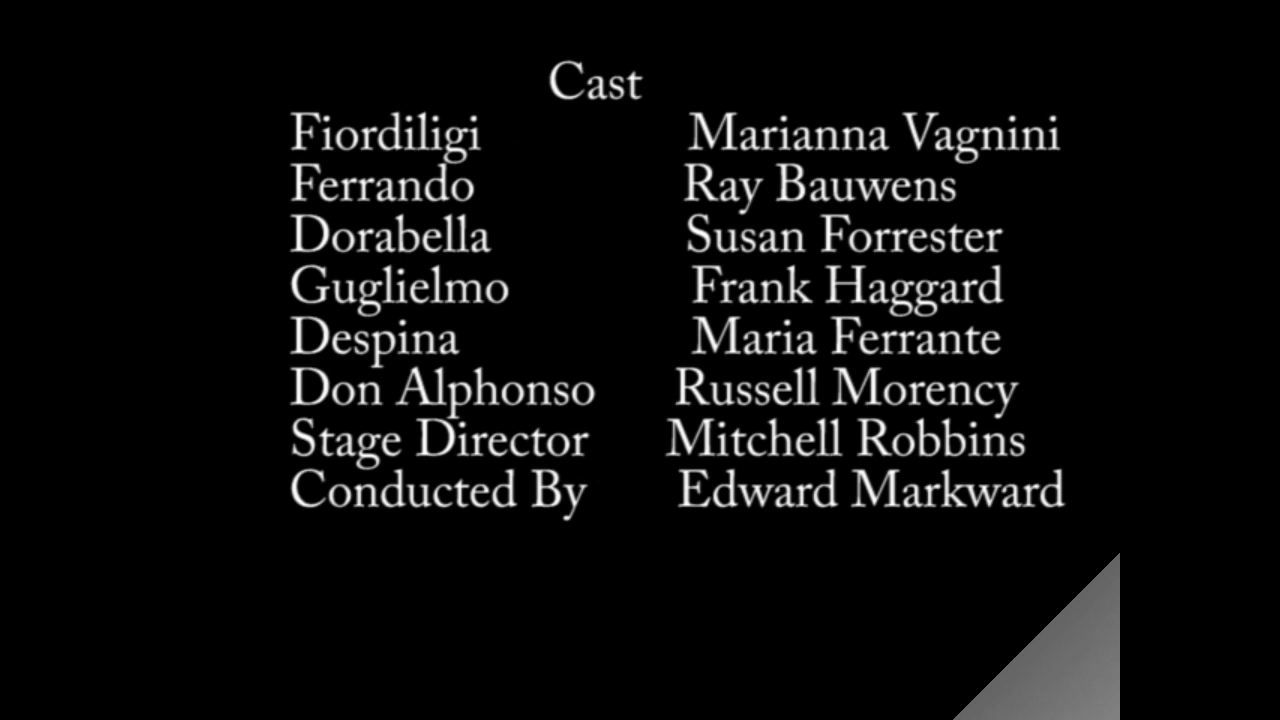 Cast
Fiordiligi Marianna Vagnini
Ferrando Ray Bauwens
Dorabella Susan Forrester
Guglielmo Frank Haggard
Despina Maria Ferrante
Don Alphonso Russell Morency
Stage Director Mitchell Robbins
Conducted By Edward Markward